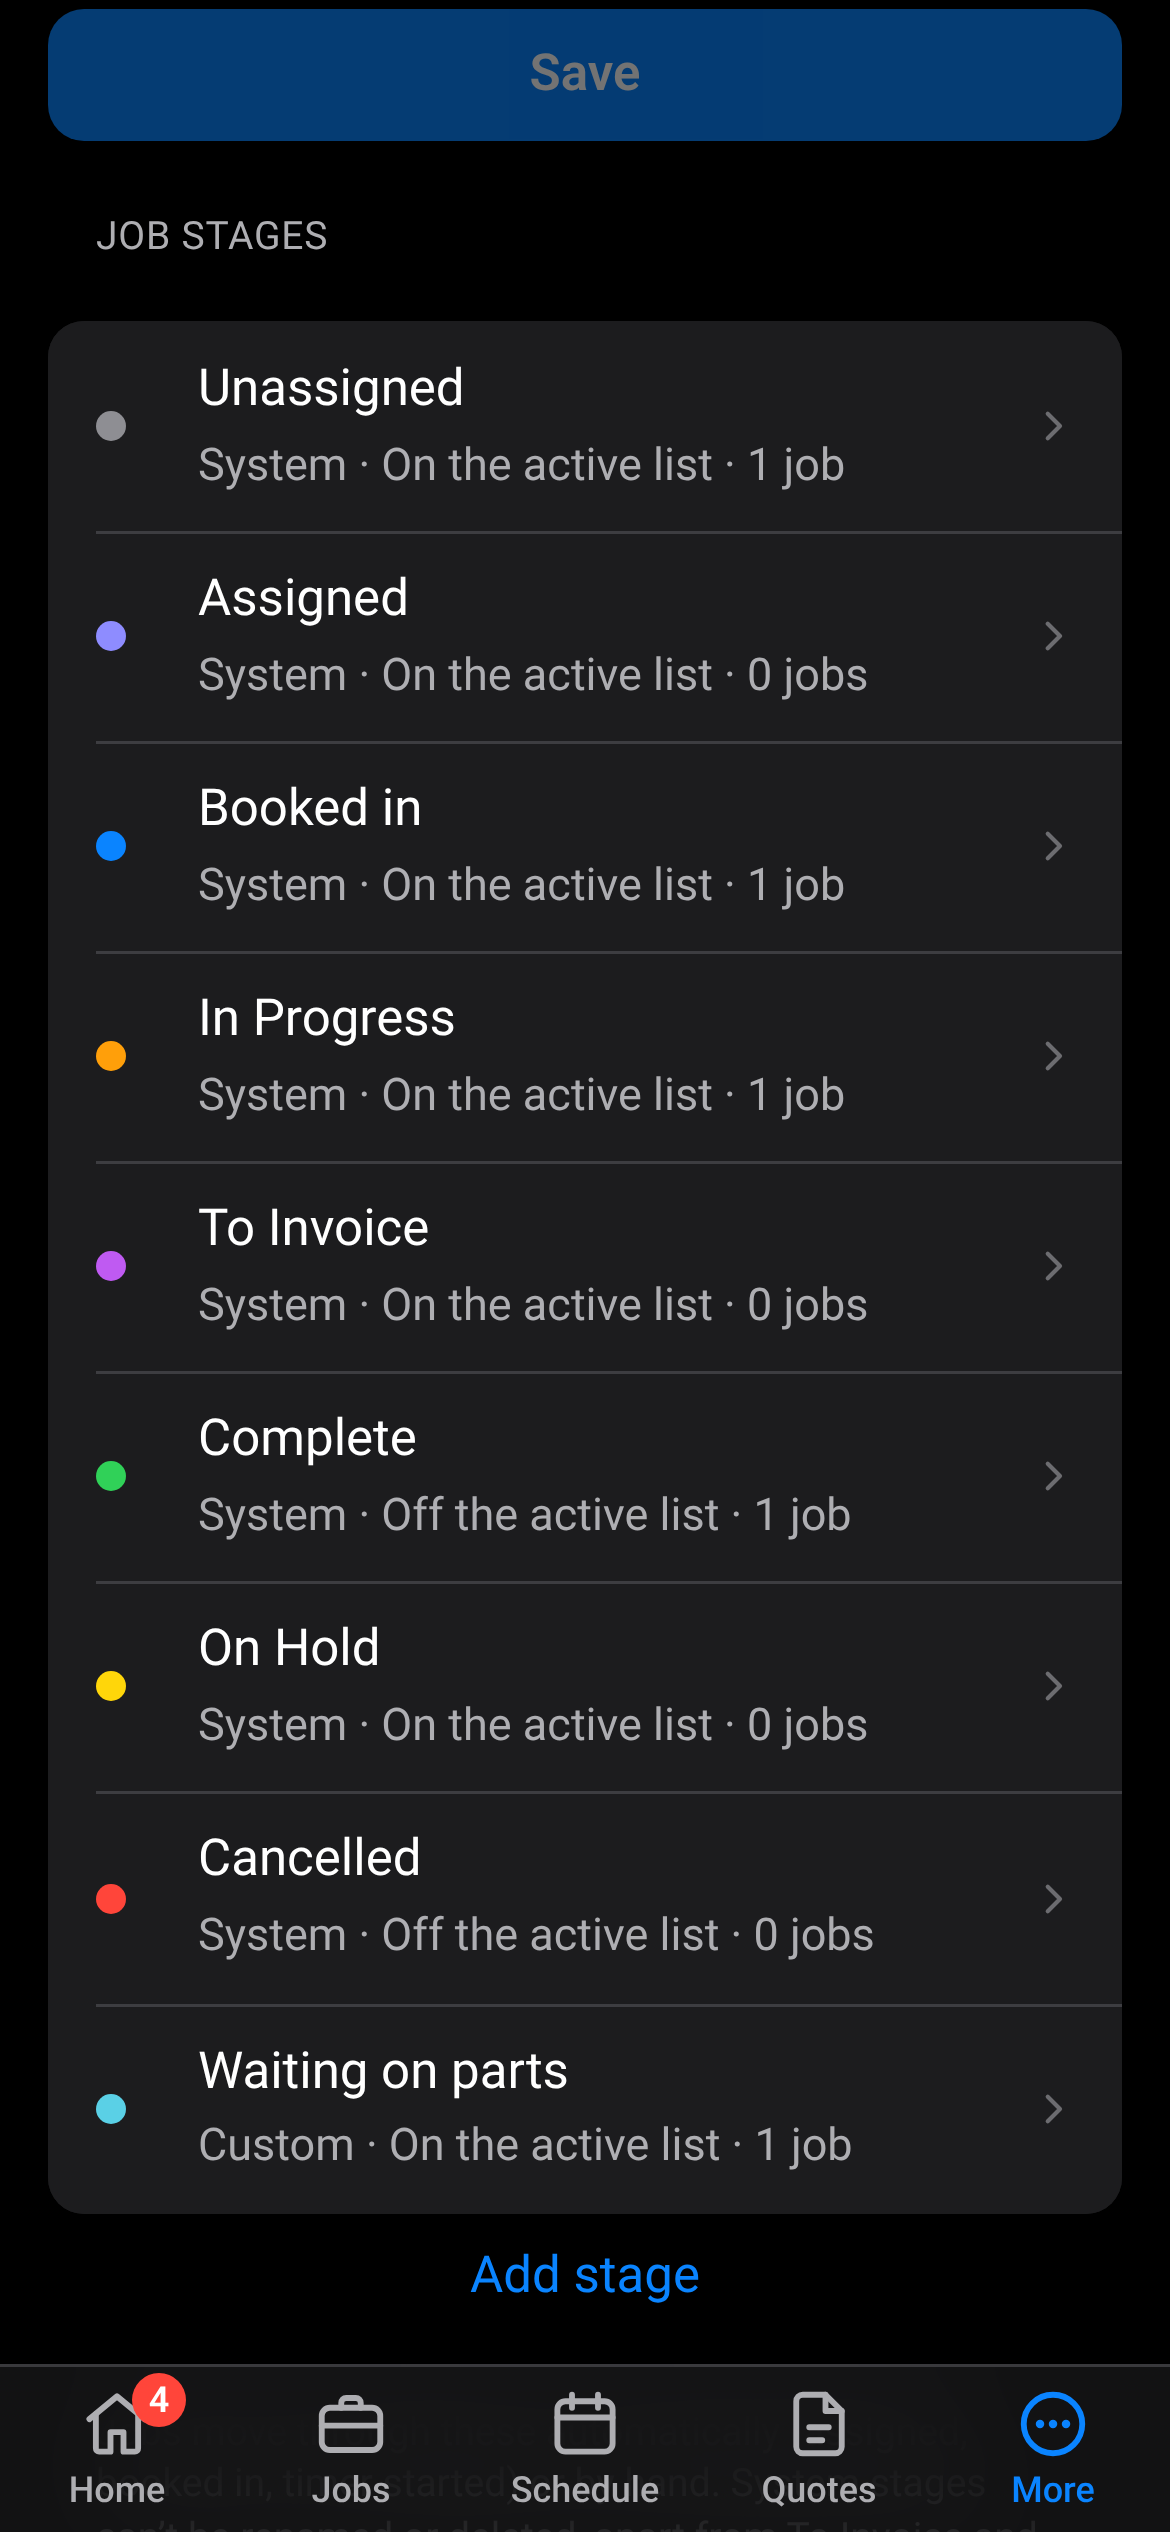 Save
JOB STAGES
Unassigned
System · On the active list · 1 job
Assigned
System · On the active list · 0 jobs
Booked in
System · On the active list · 1 job
In Progress
System · On the active list · 1 job
To Invoice
System · On the active list · 0 jobs
Complete
System · Off the active list · 1 job
On Hold
System · On the active list · 0 jobs
Cancelled
System · Off the active list · 0 jobs
Waiting on parts
Custom · On the active list · 1 job
Add stage
4
Home Jobs Schedule Quotes More